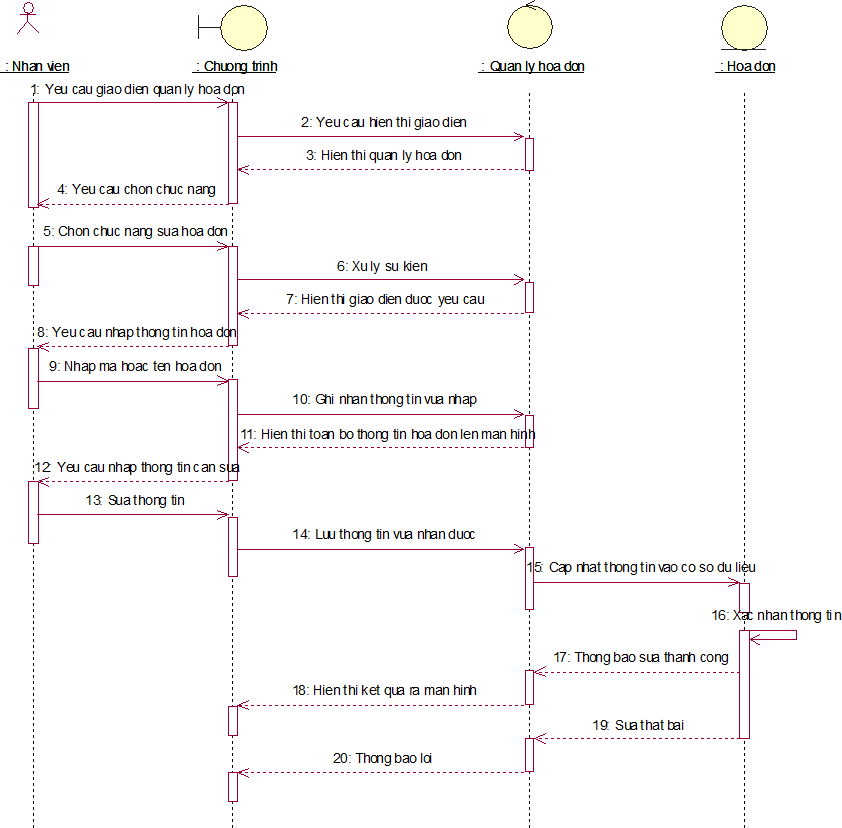 : Nhan vien
: Chuong trinh
: Quan ly hoa don
: Hoa don
1: Yeu cau giao dien quan ly hoa don
2: Yeu cau hien thi giao dien
3: Hien thi quan ly hoa don
4: Yeu cau chon chuc nang
5: Chon chuc nang sua hoa don
6: Xu ly su kien
7: Hien thi giao dien duoc yeu cau
8: Yeu cau nhap thong tin hoa don
9: Nhap ma hoac ten hoa don
10: Ghi nhan thong tin vua nhap
11: Hien thi toan bo thong tin hoa don len man hinh
12: Yeu cau nhap thong tin can sua
13: Sua thong tin
14: Luu thong tin vua nhan duoc
15: Cap nhat thong tin vao co so du lieu
16: Xac nhan thong tin
17: Thong bao sua thanh cong
18: Hien thi ket qua ra man hinh
19: Sua that bai
20: Thong bao loi